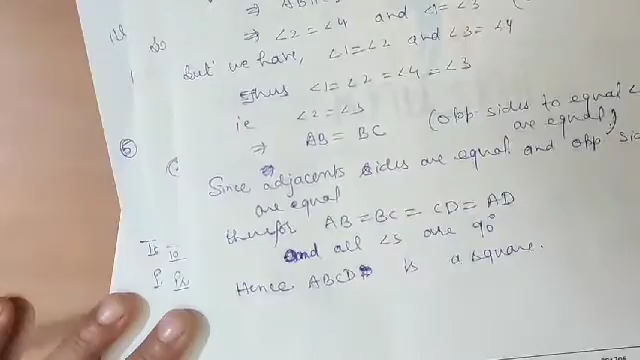 ⇒ ∠2 = ∠4 and ∠1 = ∠3
But we have, ∠1 = ∠2 and ∠3 = ∠4
Thus ∠1 = ∠2 = ∠4 = ∠3
ie ∠2 = ∠3
⇒ AB = BC (opp. sides to equal ∠
are equal)
5
Since adjacents sides are equal and opp
are equal
therefor AB = BC = CD = AD
and all ∠s are 90°
Hence ABCD is a square.